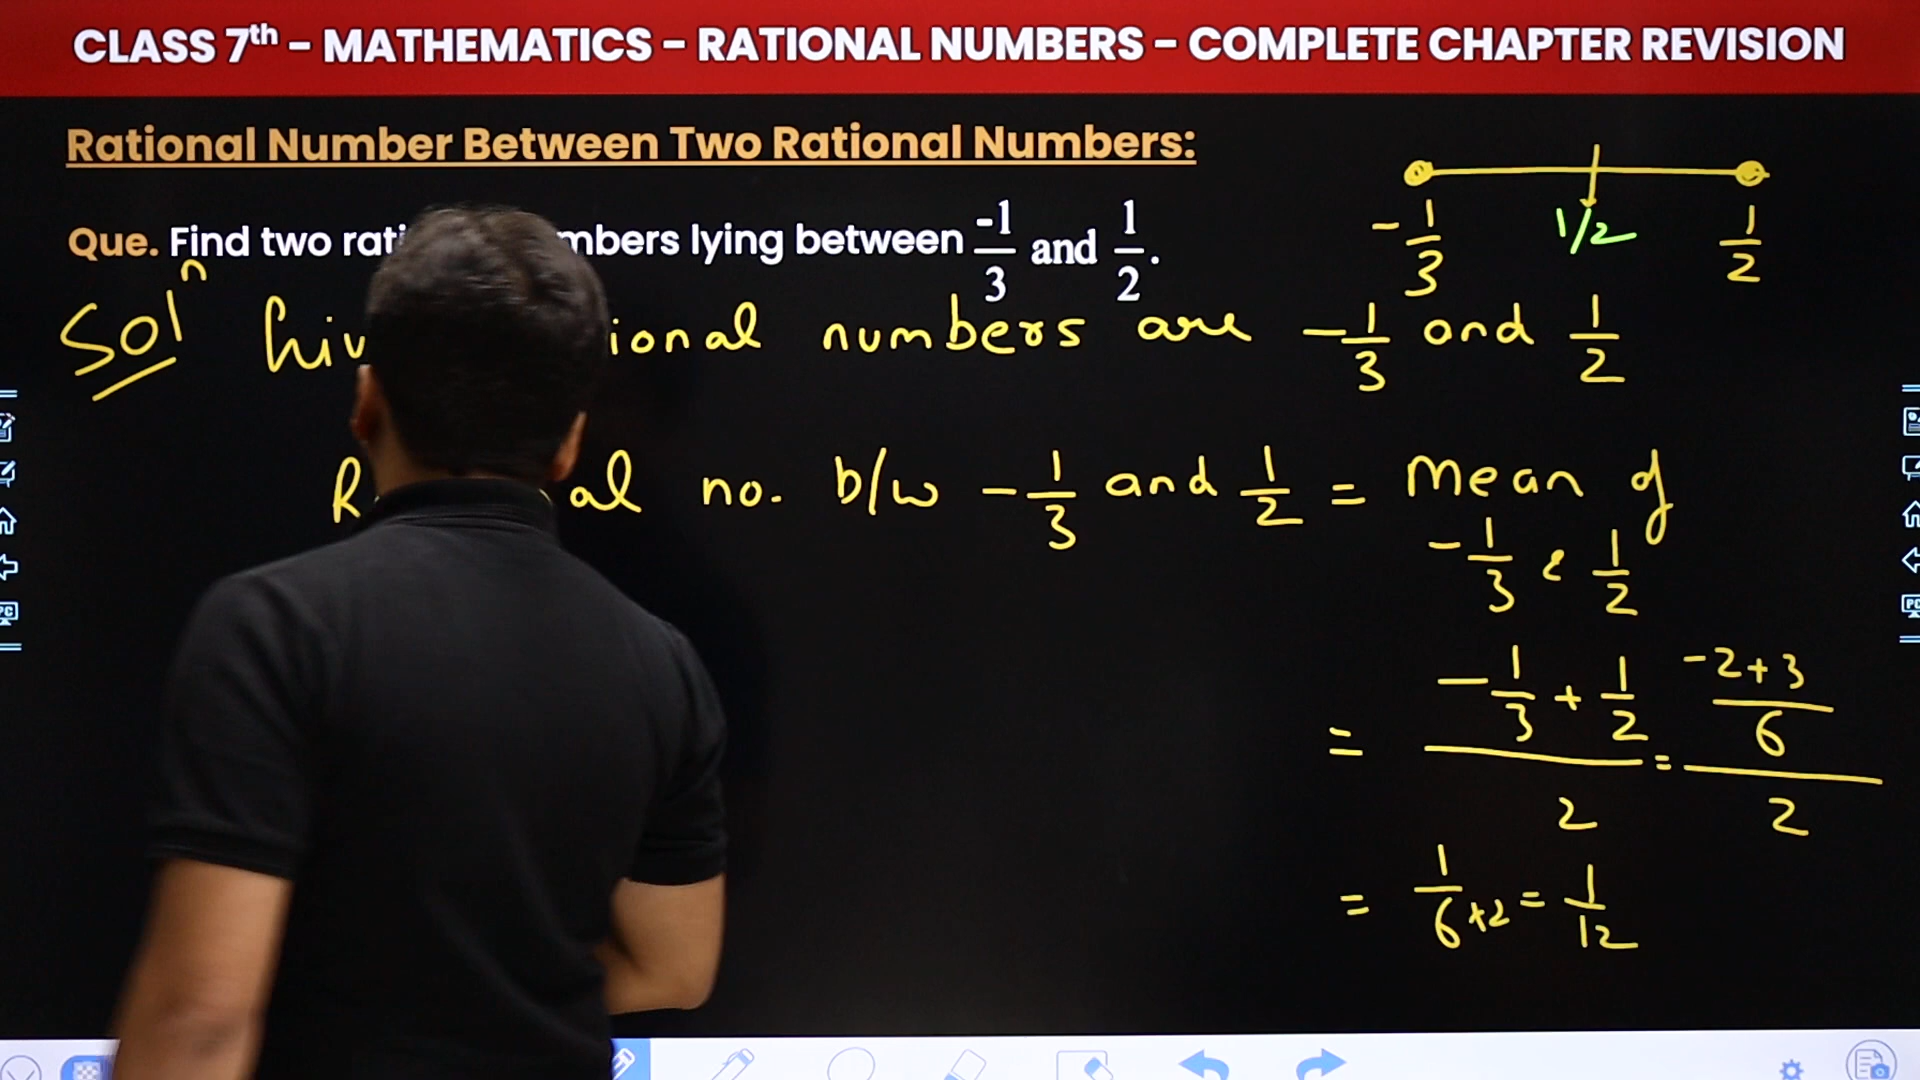 CLASS 7th - MATHEMATICS - RATIONAL NUMBERS - COMPLETE CHAPTER REVISION
Rational Number Between Two Rational Numbers:
Que. Find two rati mbers lying between -1/3 and 1/2.
-1/3 1/2 1/2
Solⁿ Giv ional numbers are -1/3 and 1/2
R al no. b/w -1/3 and 1/2 = Mean of
-1/3 & 1/2
= (-1/3 + 1/2)/2 = ((-2+3)/6)/2
= 1/(6×2) = 1/12